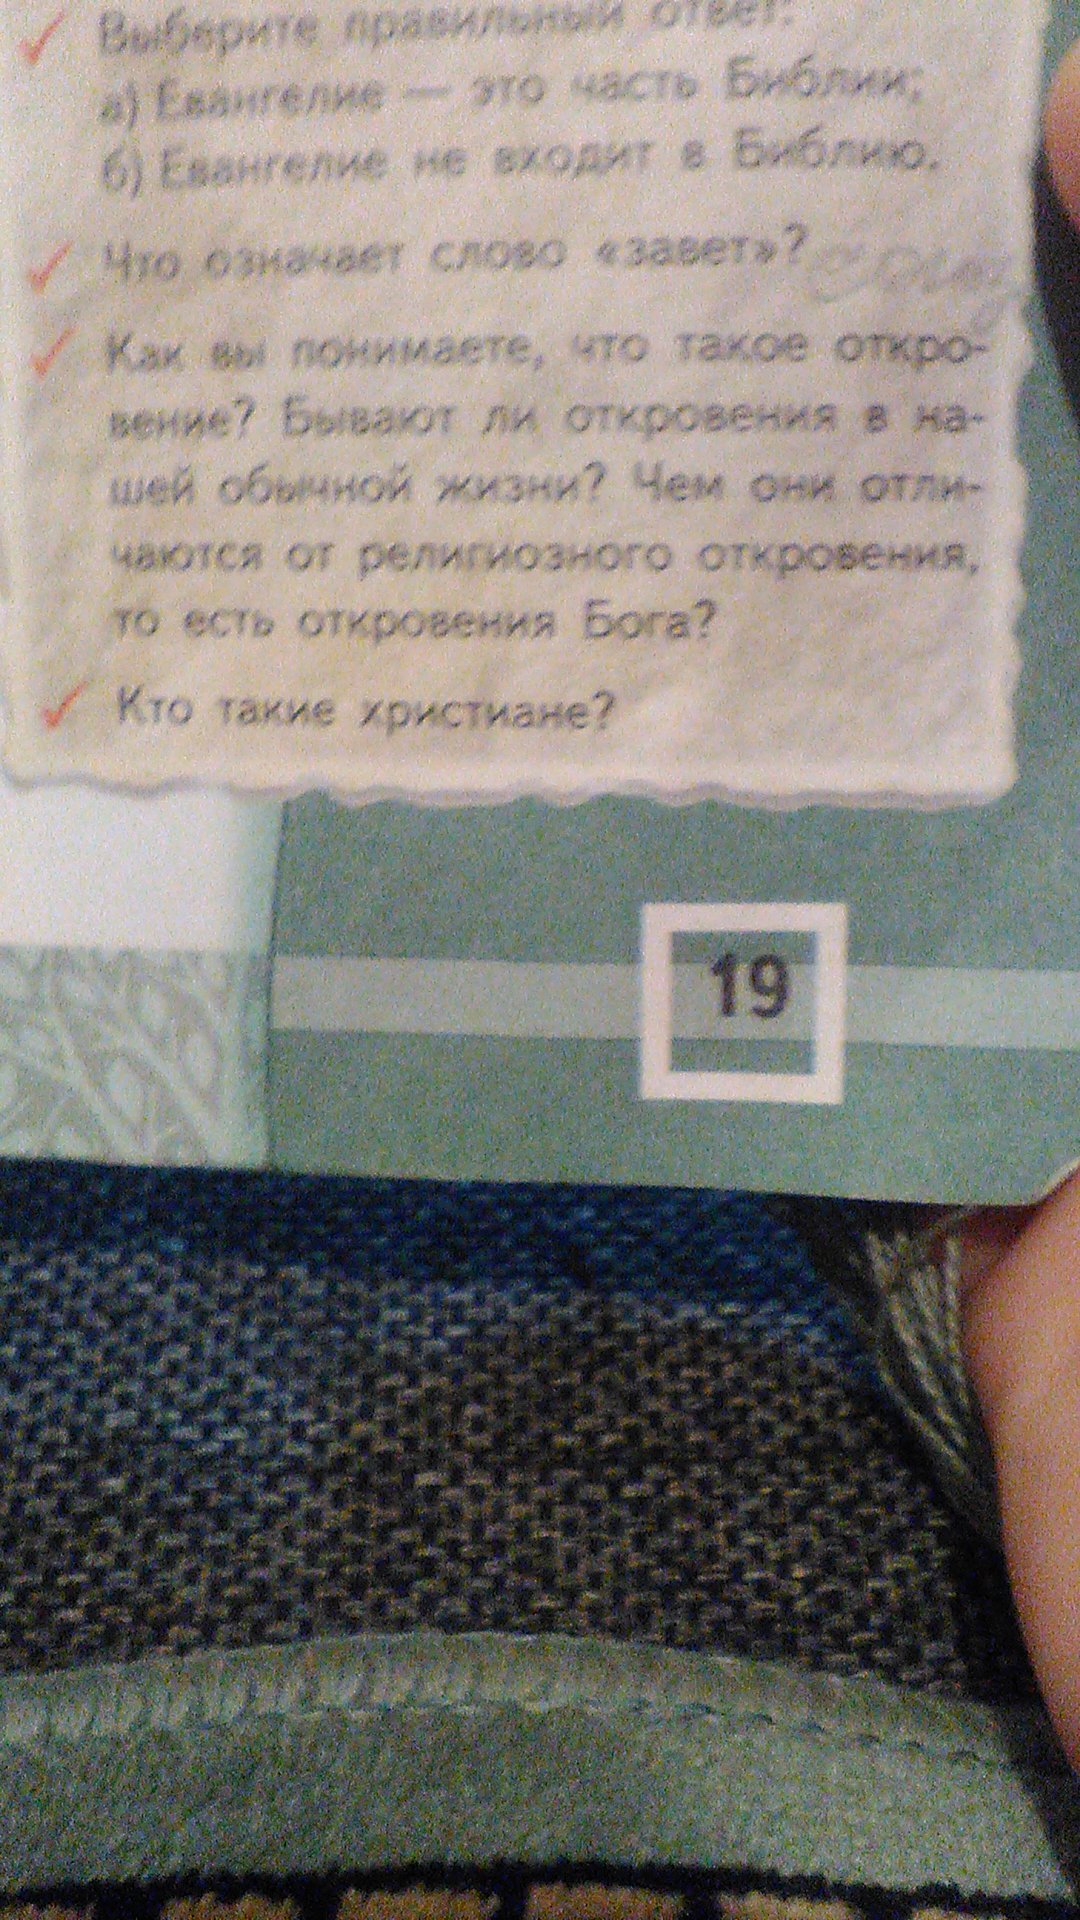 Выберите правильный ответ:
а) Евангелие — это часть Библии;
б) Евангелие не входит в Библию.
Что означает слово «завет»?
Как вы понимаете, что такое откро-
вение? Бывают ли откровения в на-
шей обычной жизни? Чем они отли-
чаются от религиозного откровения,
то есть откровения Бога?
Кто такие христиане?
19